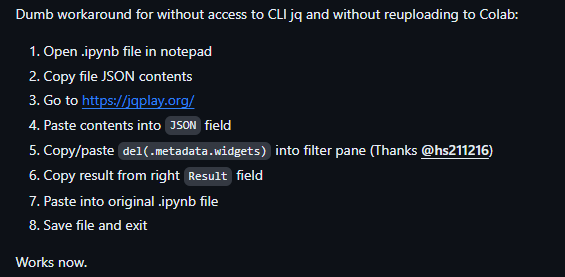 Dumb workaround for without access to CLI jq and without reuploading to Colab:
1. Open .ipynb file in notepad
2. Copy file JSON contents
3. Go to https://jqplay.org/
4. Paste contents into JSON field
5. Copy/paste del(.metadata.widgets) into filter pane (Thanks @hs211216)
6. Copy result from right Result field
7. Paste into original .ipynb file
8. Save file and exit
Works now.